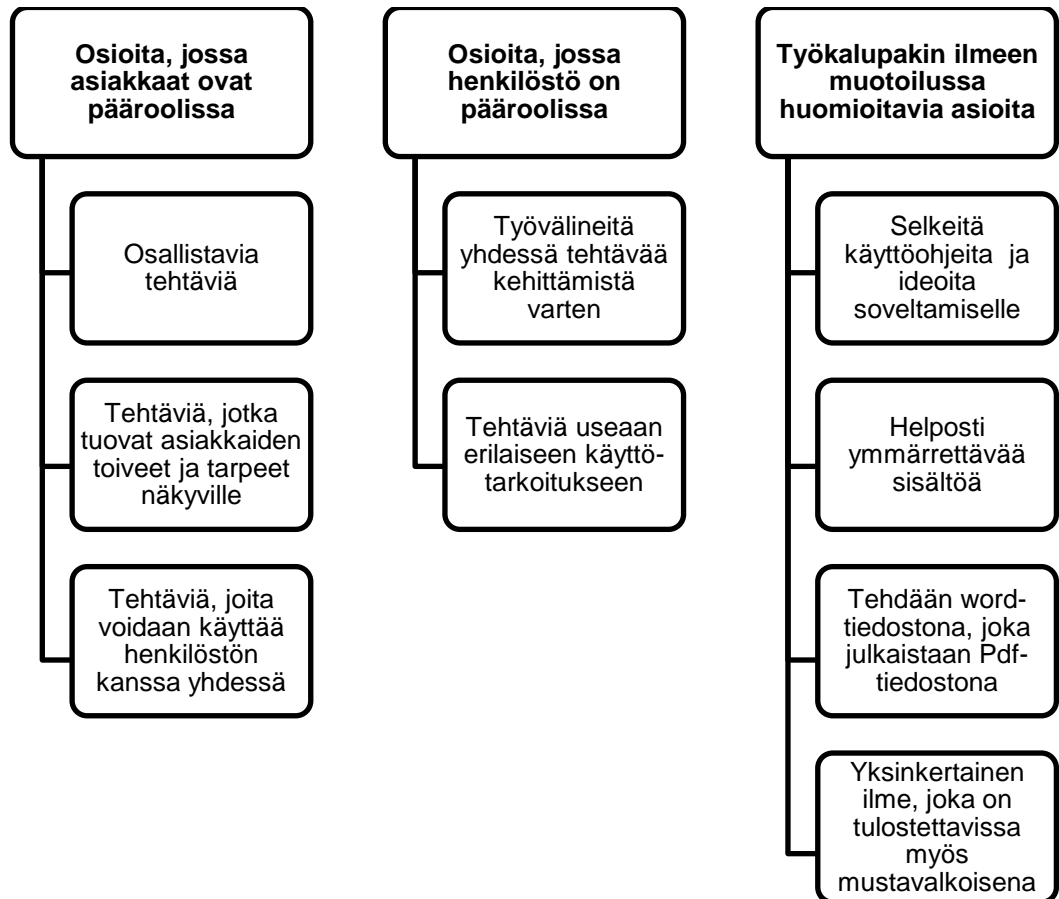 Osioita, jossa
asiakkaat ovat
pääroolissa
Osallistavia
tehtäviä
Tehtäviä, jotka
tuovat asiakkaiden
toiveet ja tarpeet
näkyville
Tehtäviä, joita
voidaan käyttää
henkilöstön
kanssa yhdessä
Osioita, jossa
henkilöstö on
pääroolissa
Työvälineitä
yhdessä tehtävää
kehittämistä
varten
Tehtäviä useaan
erilaiseen käyttö-
tarkoitukseen
Työkalupakin ilmeen
muotoilussa
huomioitavia asioita
Selkeitä
käyttöohjeita ja
ideoita
soveltamiselle
Helposti
ymmärrettävää
sisältöä
Tehdään word-
tiedostona, joka
julkaistaan Pdf-
tiedostona
Yksinkertainen
ilme, joka on
tulostettavissa
myös
mustavalkoisena